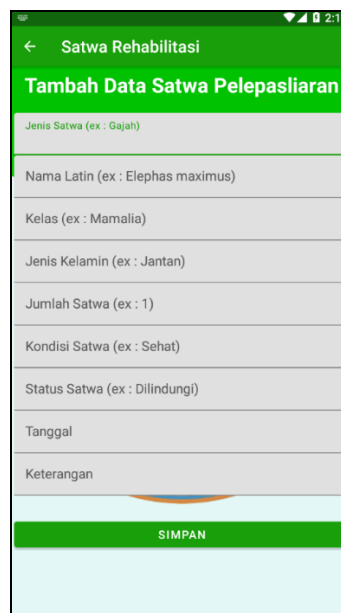 2:1
Satwa Rehabilitasi
Tambah Data Satwa Pelepasliaran
Jenis Satwa (ex : Gajah)
Nama Latin (ex : Elephas maximus)
Kelas (ex : Mamalia)
Jenis Kelamin (ex : Jantan)
Jumlah Satwa (ex : 1)
Kondisi Satwa (ex : Sehat)
Status Satwa (ex : Dilindungi)
Tanggal
Keterangan
SIMPAN